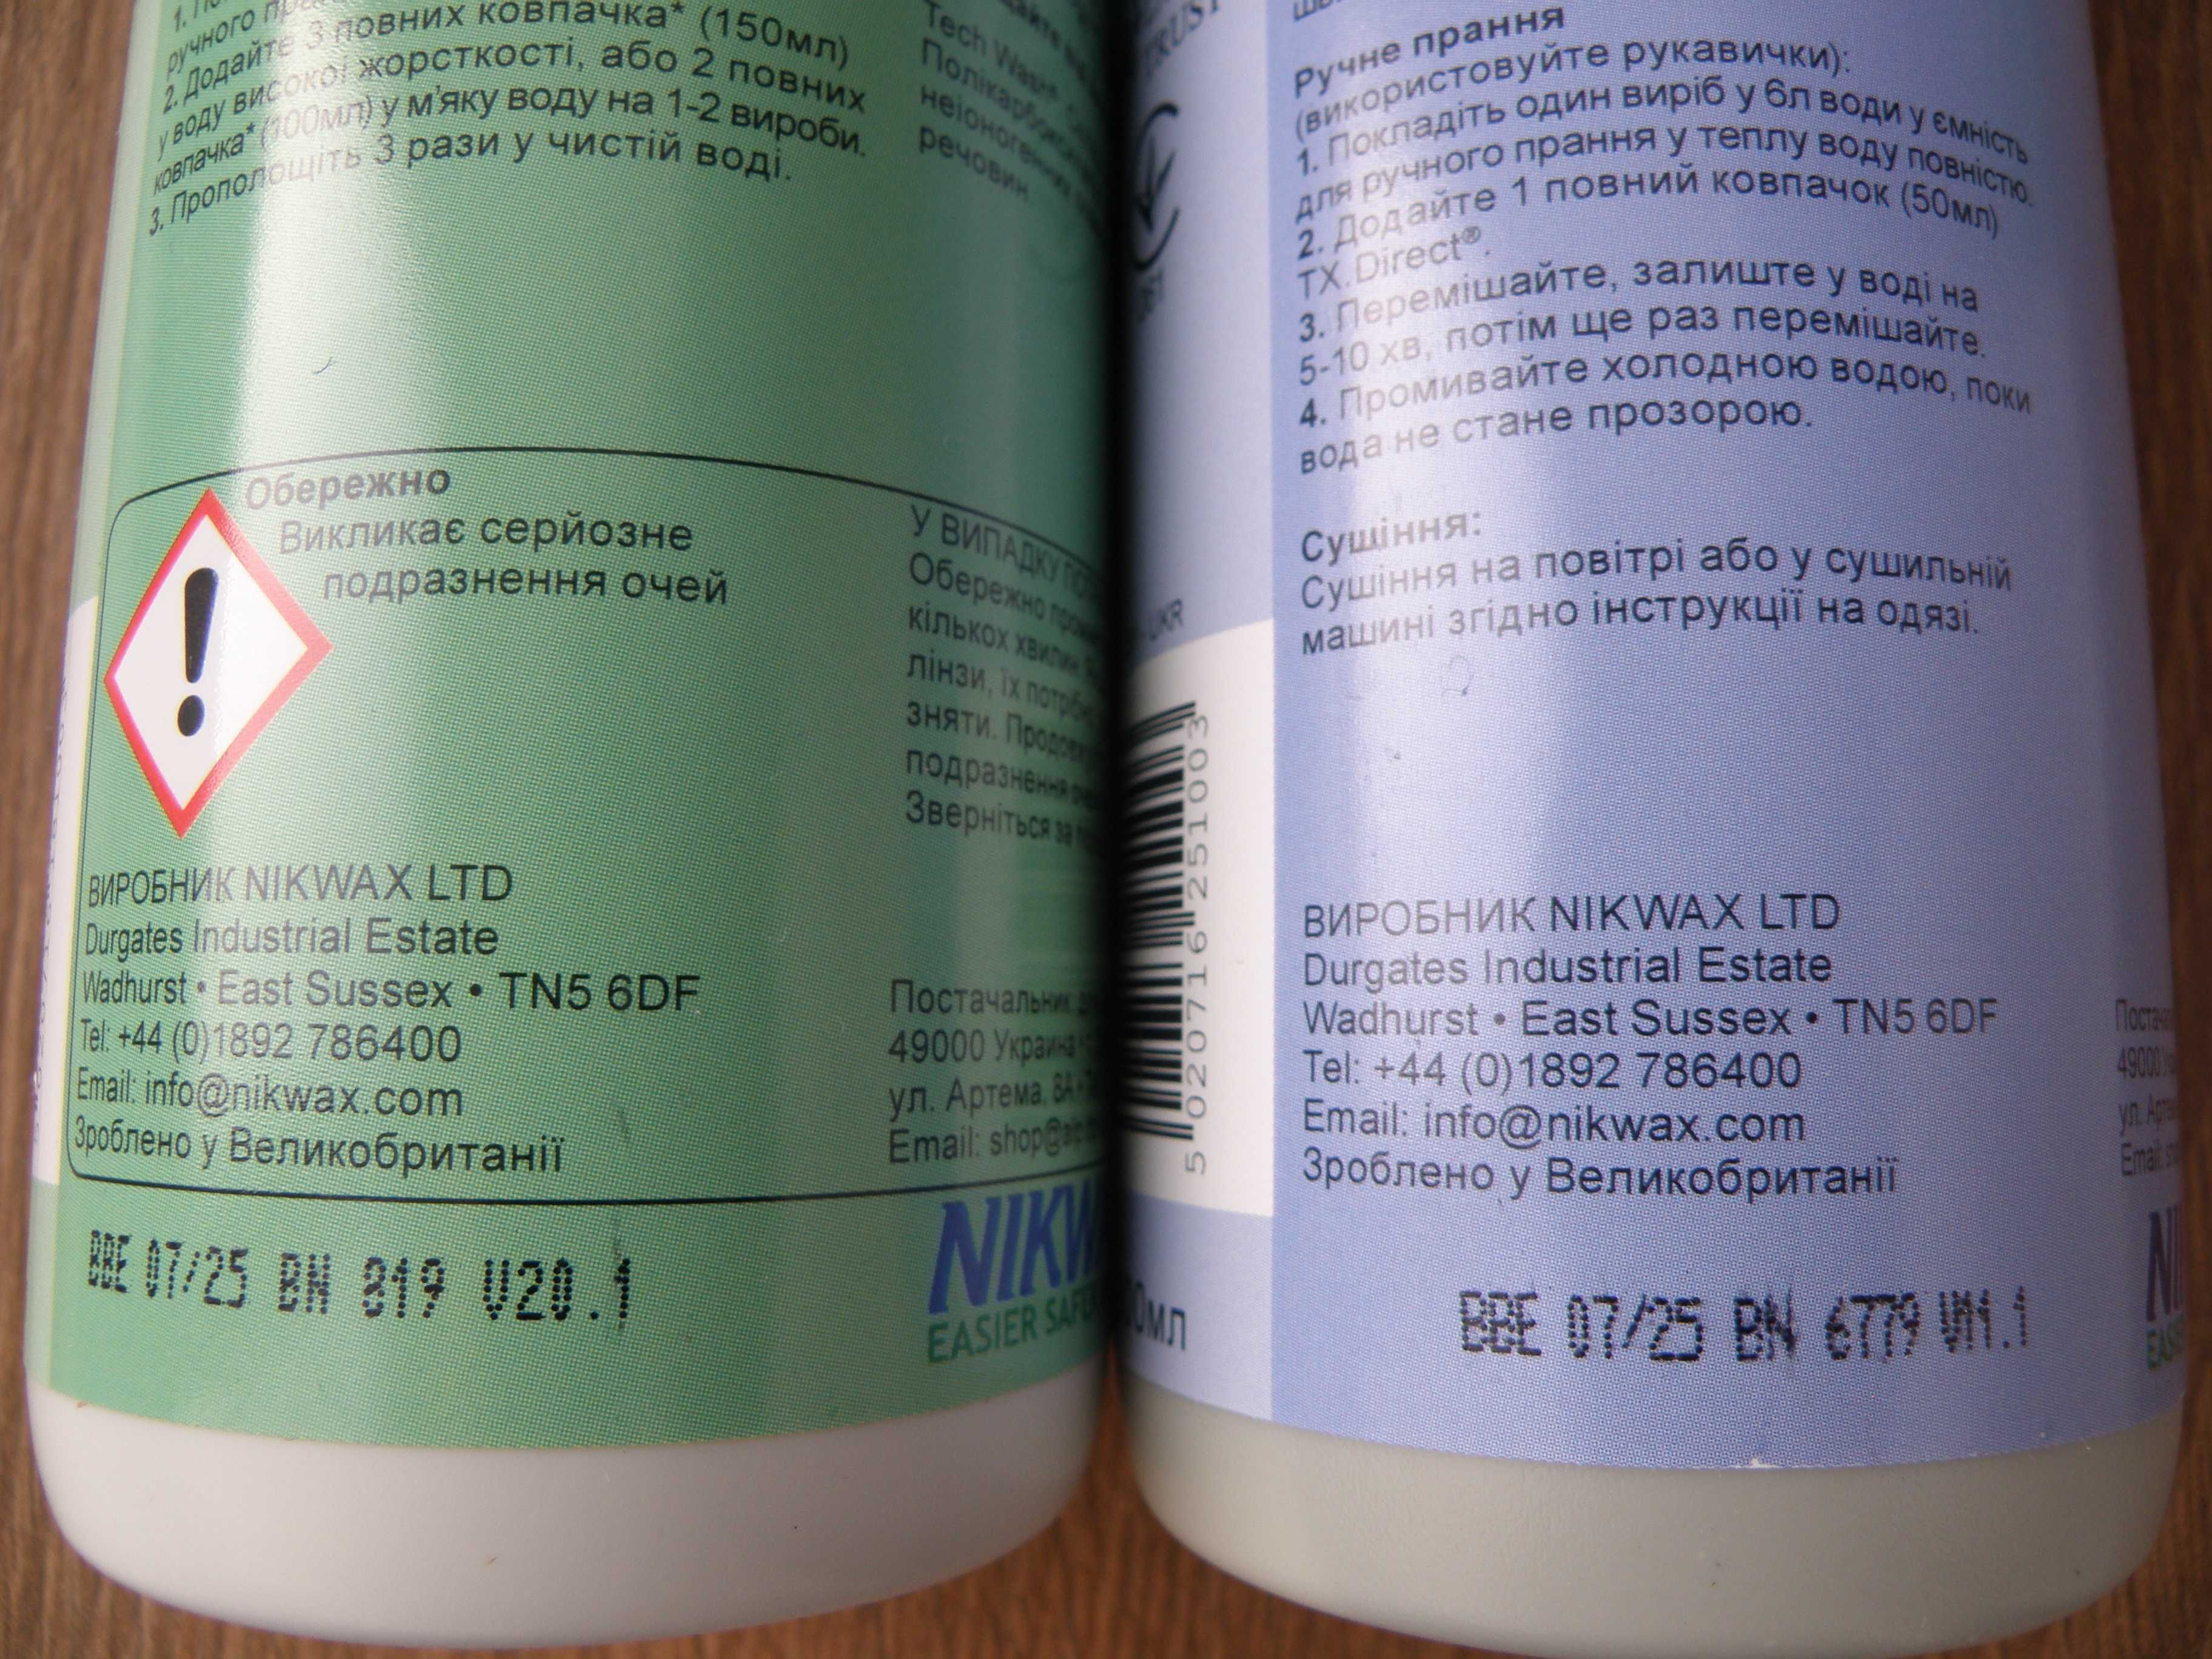 ручного
2. Додайте 3 повних ковпачка* (150мл)
у воду високої жорсткості, або 2 повних
ковпачка* (100мл) у м'яку воду на 1-2 вироби.
3. Прополощіть 3 рази у чистій воді.
Tech Wash®
речовин
Обережно
Викликає серйозне
подразнення очей
У ВИПАДКУ
Обережно
кількох хвилин
лінзи, їх
зняти.
подразнення
Зверніться за
ВИРОБНИК NIKWAX LTD
Durgates Industrial Estate
Wadhurst • East Sussex • TN5 6DF
Tel: +44 (0)1892 786400
Email: info@nikwax.com
Зроблено у Великобританії
Постачальник
49000 Украина
ул. Артема, 8А •
Email:
BBE 07/25 BN 819 V20.1
EASIER
UKR
5 020716 251003
Ручне прання
(використовуйте рукавички):
1. Покладіть один виріб у 6л води у ємність
для ручного прання у теплу воду повністю.
2. Додайте 1 повний ковпачок (50мл)
TX.Direct®.
3. Перемішайте, залиште у воді на
5-10 хв, потім ще раз перемішайте.
4. Промивайте холодною водою, поки
вода не стане прозорою.
Сушіння:
Сушіння на повітрі або у сушильній
машині згідно інструкції на одязі.
ВИРОБНИК NIKWAX LTD
Durgates Industrial Estate
Wadhurst • East Sussex • TN5 6DF
Tel: +44 (0)1892 786400
Email: info@nikwax.com
Зроблено у Великобританії
49000
ул.
Email:
BBE 07/25 BN 6779 VM1.1